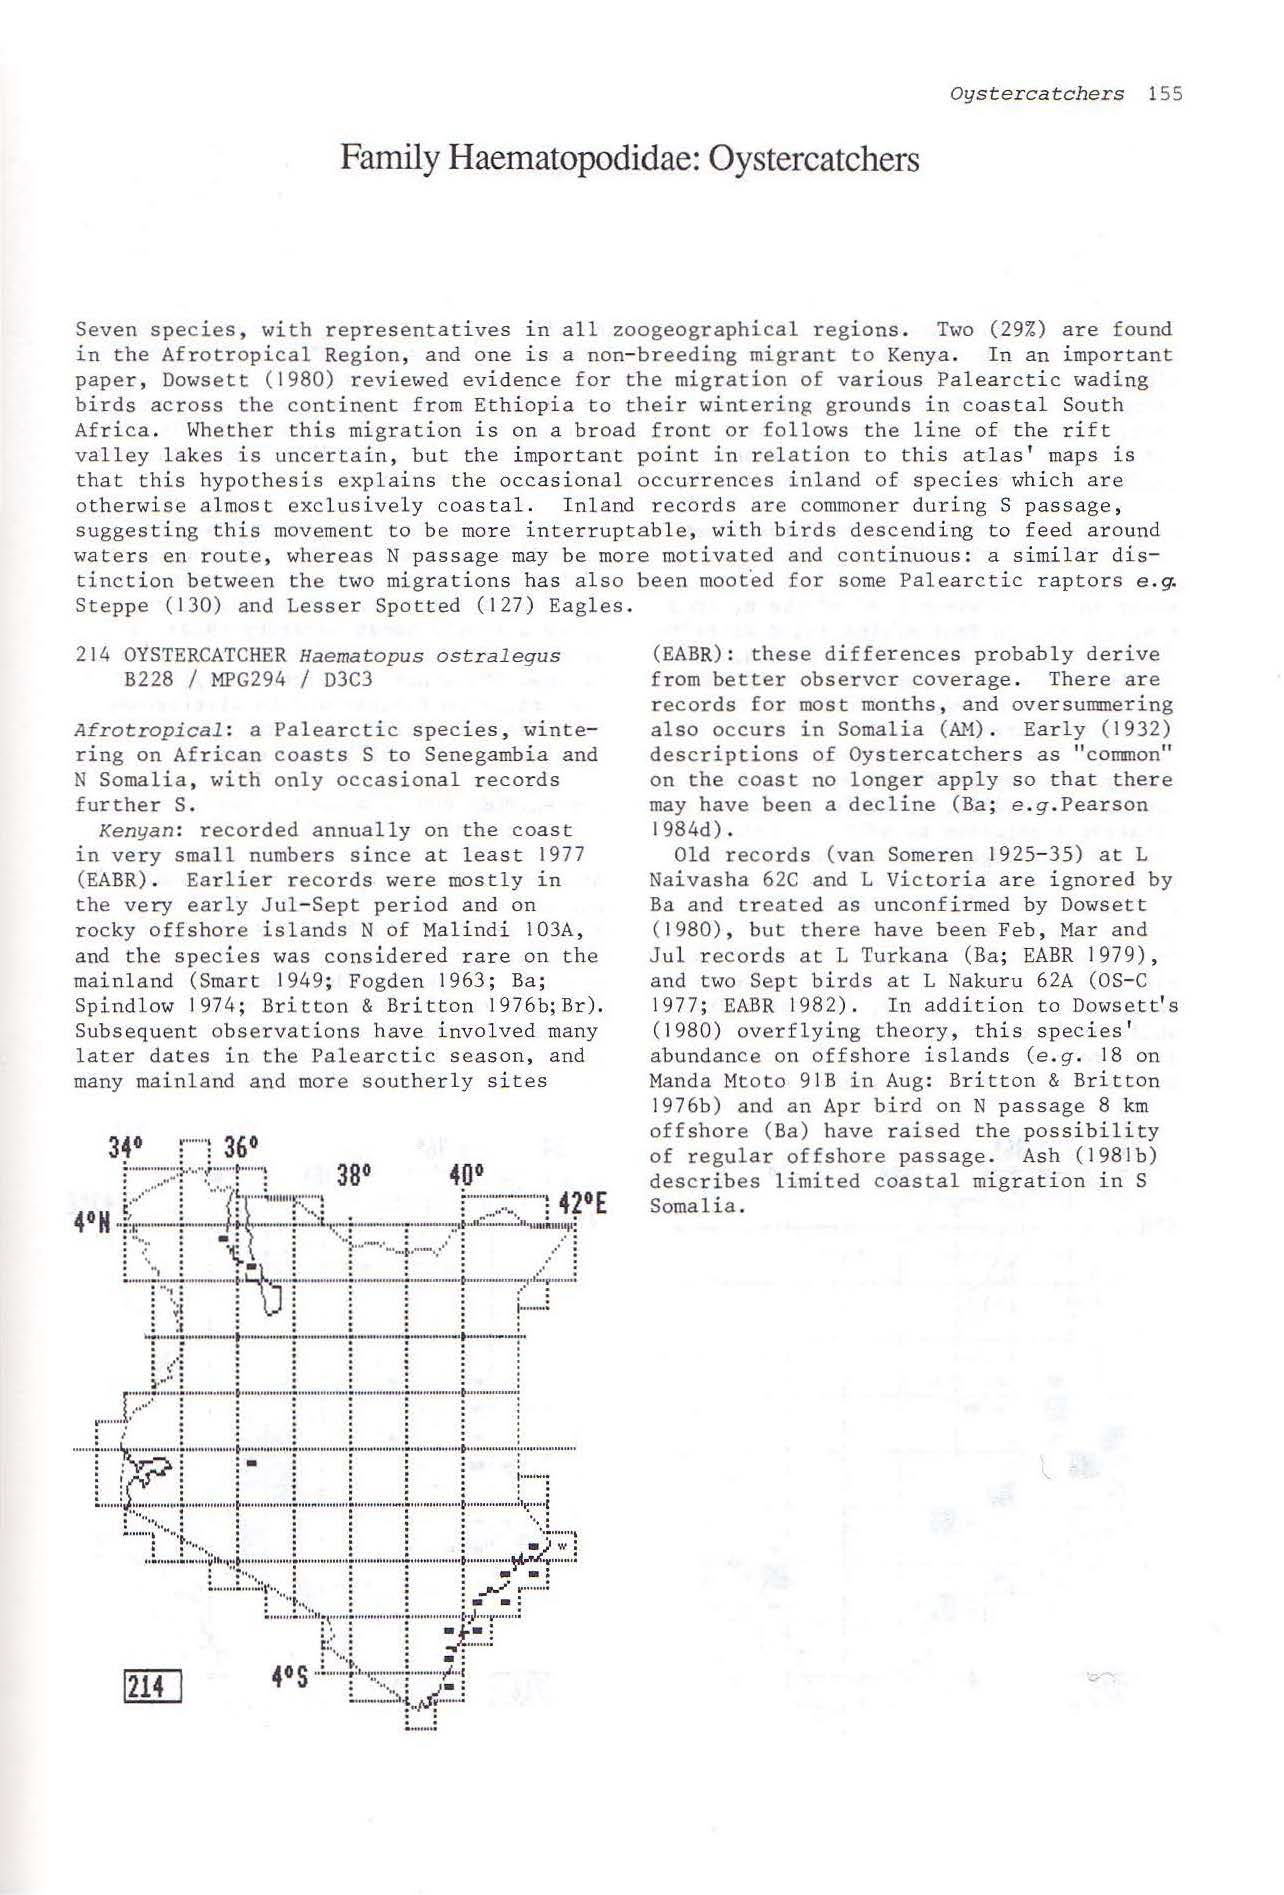 Oystercatchers 155
Family Haematopodidae: Oystercatchers
Seven species, with representatives in all zoogeographical regions. Two (29%) are found
in the Afrotropical Region, and one is a non-breeding migrant to Kenya. In an important
paper, Dowsett (1980) reviewed evidence for the migration of various Palearctic wading
birds across the continent from Ethiopia to their wintering grounds in coastal South
Africa. Whether this migration is on a broad front or follows the line of the rift
valley lakes is uncertain, but the important point in relation to this atlas' maps is
that this hypothesis explains the occasional occurrences inland of species which are
otherwise almost exclusively coastal. Inland records are commoner during S passage,
suggesting this movement to be more interruptable, with birds descending to feed around
waters en route, whereas N passage may be more motivated and continuous: a similar dis-
tinction between the two migrations has also been mooted for some Palearctic raptors e.g.
Steppe (130) and Lesser Spotted (127) Eagles.
214 OYSTERCATCHER Haematopus ostralegus
B228 / MPG294 / D3C3
Afrotropical: a Palearctic species, winte-
ring on African coasts S to Senegambia and
N Somalia, with only occasional records
further S.
Kenyan: recorded annually on the coast
in very small numbers since at least 1977
(EABR). Earlier records were mostly in
the very early Jul-Sept period and on
rocky offshore islands N of Malindi 103A,
and the species was considered rare on the
mainland (Smart 1949; Fogden 1963; Ba;
Spindlow 1974; Britton & Britton 1976b; Br).
Subsequent observations have involved many
later dates in the Palearctic season, and
many mainland and more southerly sites
(EABR): these differences probably derive
from better observer coverage. There are
records for most months, and oversummering
also occurs in Somalia (AM). Early (1932)
descriptions of Oystercatchers as "common"
on the coast no longer apply so that there
may have been a decline (Ba; e.g.Pearson
1984d).
Old records (van Someren 1925-35) at L
Naivasha 62C and L Victoria are ignored by
Ba and treated as unconfirmed by Dowsett
(1980), but there have been Feb, Mar and
Jul records at L Turkana (Ba; EABR 1979),
and two Sept birds at L Nakuru 62A (OS-C
1977; EABR 1982). In addition to Dowsett's
(1980) overflying theory, this species'
abundance on offshore islands (e.g. 18 on
Manda Mtoto 91B in Aug: Britton & Britton
1976b) and an Apr bird on N passage 8 km
offshore (Ba) have raised the possibility
of regular offshore passage. Ash (1981b)
describes limited coastal migration in S
Somalia.
34° 36°
38° 40°
42°E
4°N
W
4°S
214